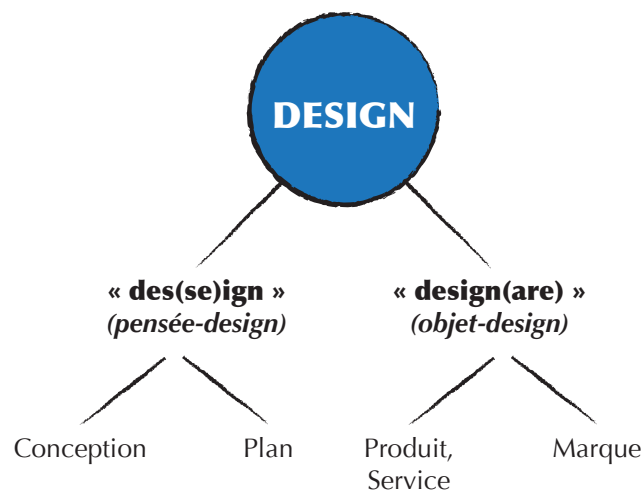 DESIGN
« des(se)ign »
(pensée-design)
« design(are) »
(objet-design)
Conception
Plan
Produit,
Service
Marque